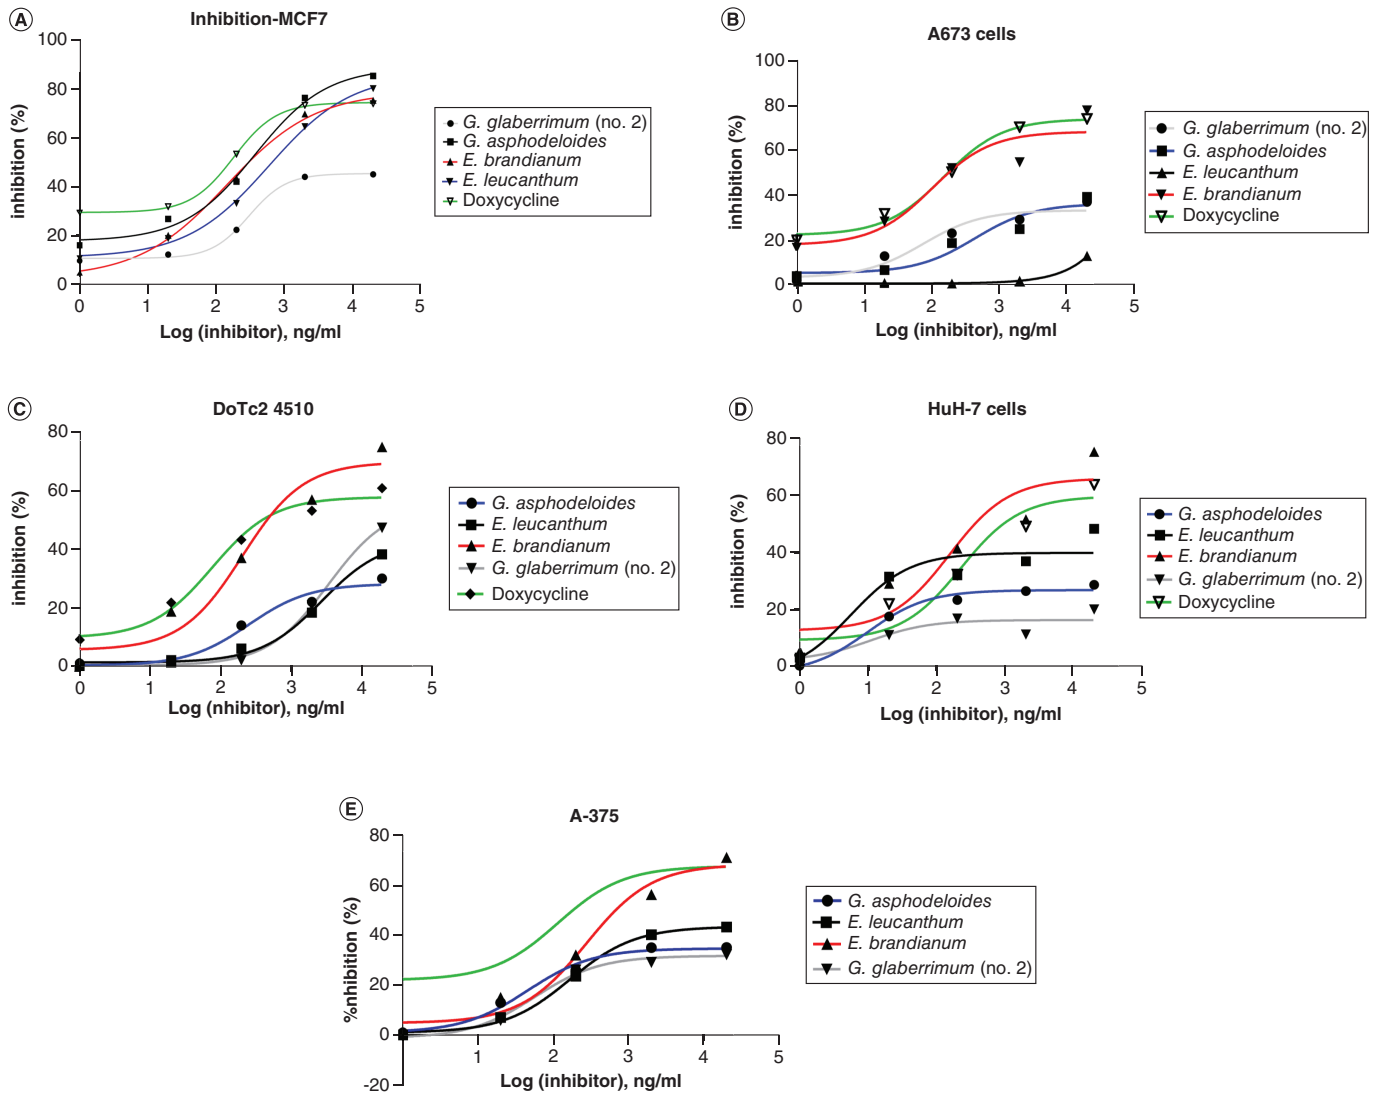 A
Inhibition-MCF7
inhibition (%)
100
80
60
40
20
0
0 1 2 3 4 5
Log (inhibitor), ng/ml
G. glaberrimum (no. 2)
G. asphodeloides
E. brandianum
E. leucanthum
Doxycycline
B
A673 cells
inhibition (%)
100
80
60
40
20
0
0 1 2 3 4 5
Log (inhibitor), ng/ml
G. glaberrimum (no. 2)
G. asphodeloides
E. leucanthum
E. brandianum
Doxycycline
C
DoTc2 4510
inhibition (%)
80
60
40
20
0
0 1 2 3 4 5
Log (nhibitor), ng/ml
G. asphodeloides
E. leucanthum
E. brandianum
G. glaberrimum (no. 2)
Doxycycline
D
HuH-7 cells
inhibition (%)
80
60
40
20
0
0 1 2 3 4 5
Log (inhibitor), ng/ml
G. asphodeloides
E. leucanthum
E. brandianum
G. glaberrimum (no. 2)
Doxycycline
E
A-375
%nhibition (%)
80
60
40
20
0
-20
1 2 3 4 5
Log (inhibitor), ng/ml
G. asphodeloides
E. leucanthum
E. brandianum
G. glaberrimum (no. 2)